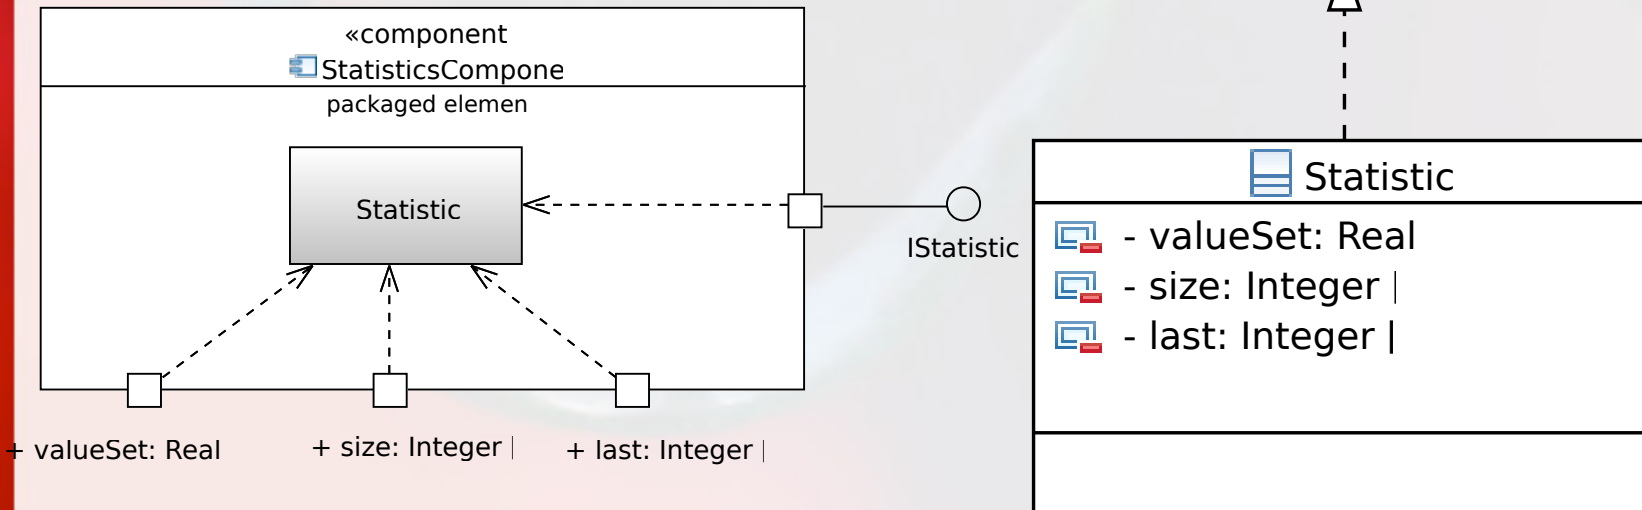 «component
StatisticsCompone
packaged elemen
Statistic
IStatistic
+ valueSet: Real
+ size: Integer
+ last: Integer
Statistic
- valueSet: Real
- size: Integer
- last: Integer